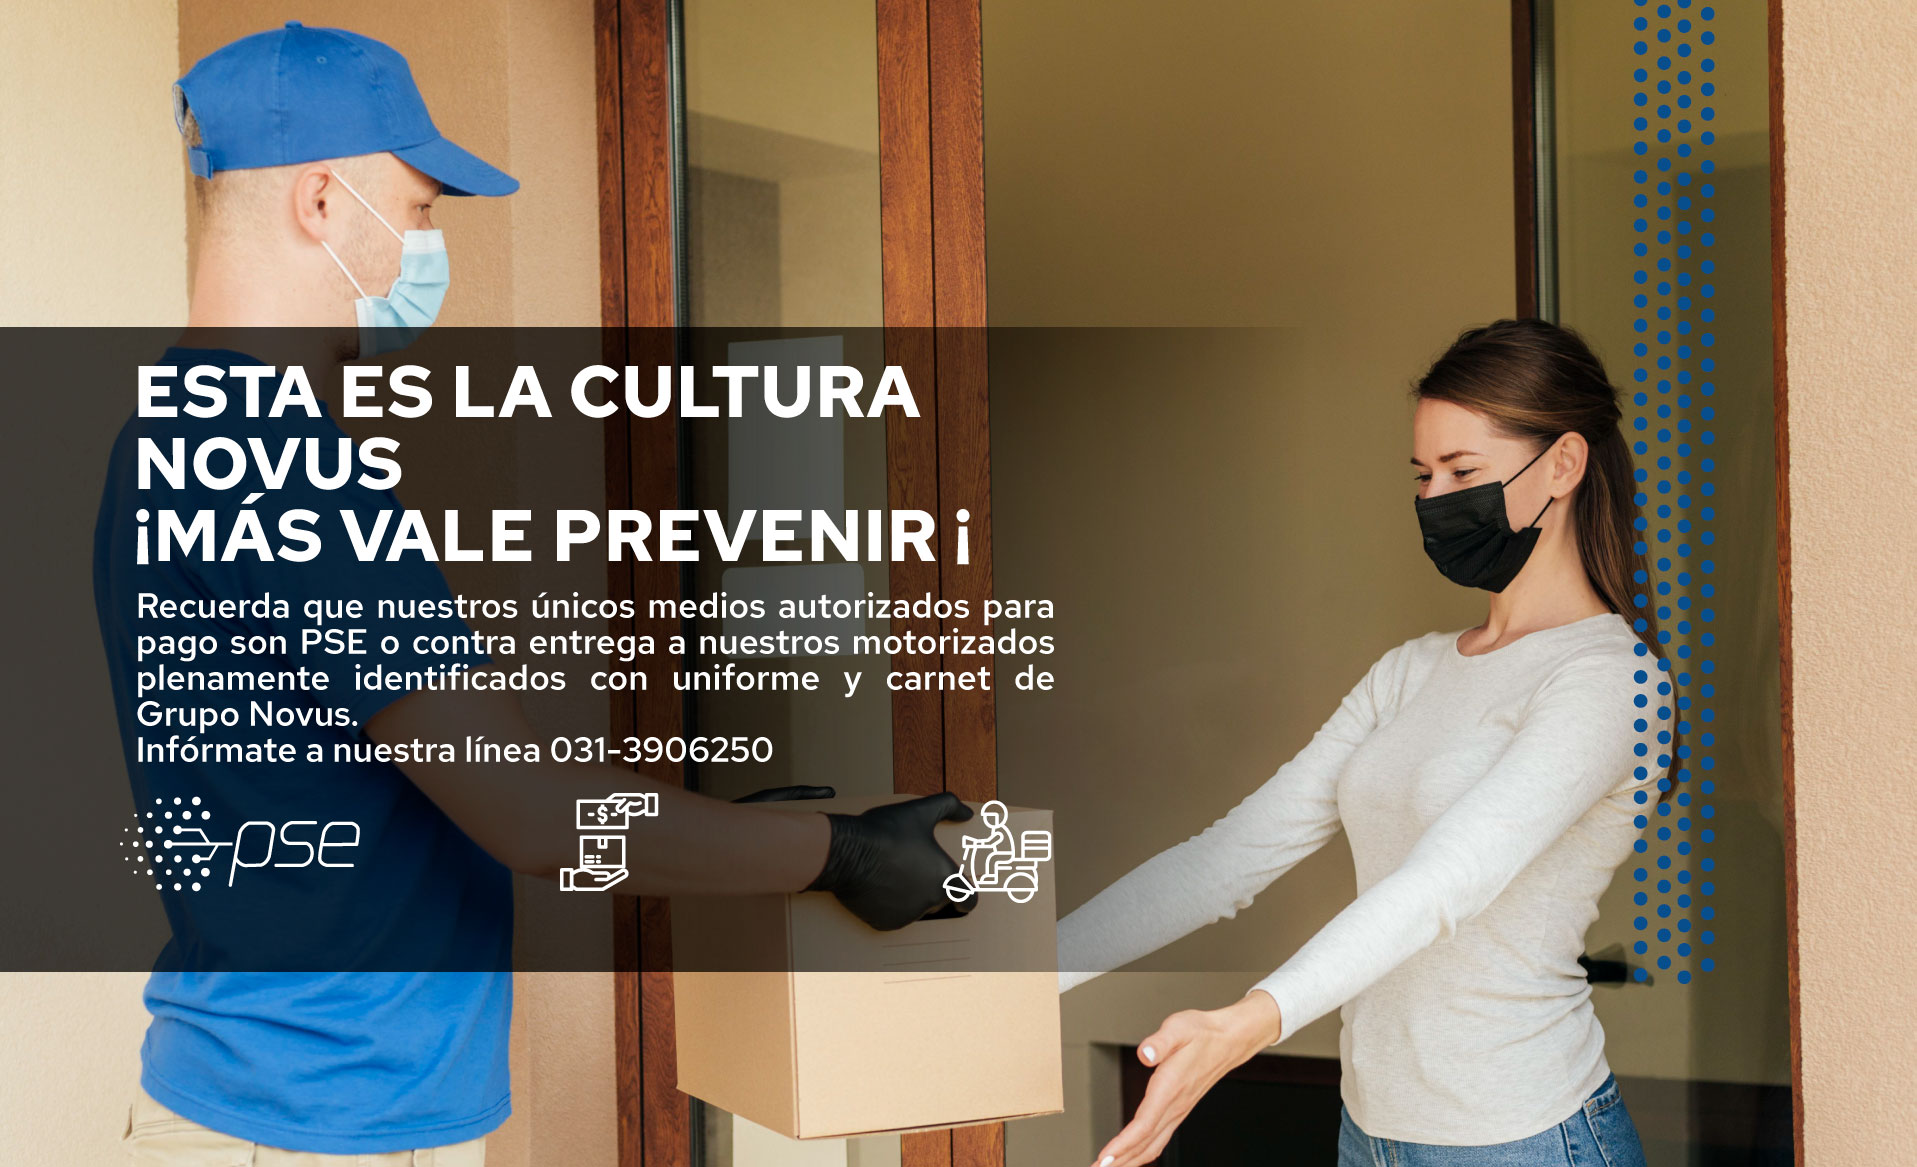 ESTA ES LA CULTURA
NOVUS
¡MÁS VALE PREVENIR ¡
Recuerda que nuestros únicos medios autorizados para
pago son PSE o contra entrega a nuestros motorizados
plenamente identificados con uniforme y carnet de
Grupo Novus.
Infórmate a nuestra línea 031-3906250
pse
$